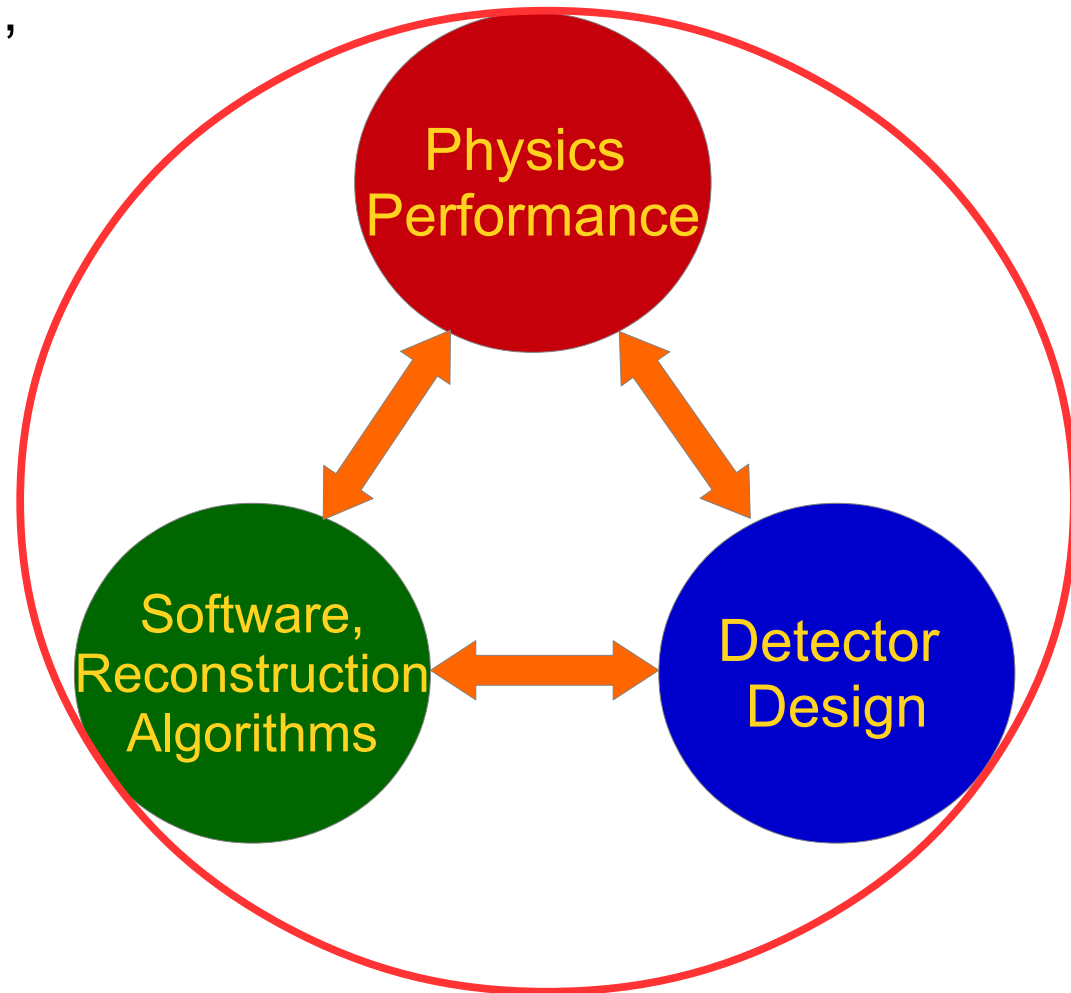 ,
Physics
Performance
Software,
Reconstruction
Algorithms
Detector
Design